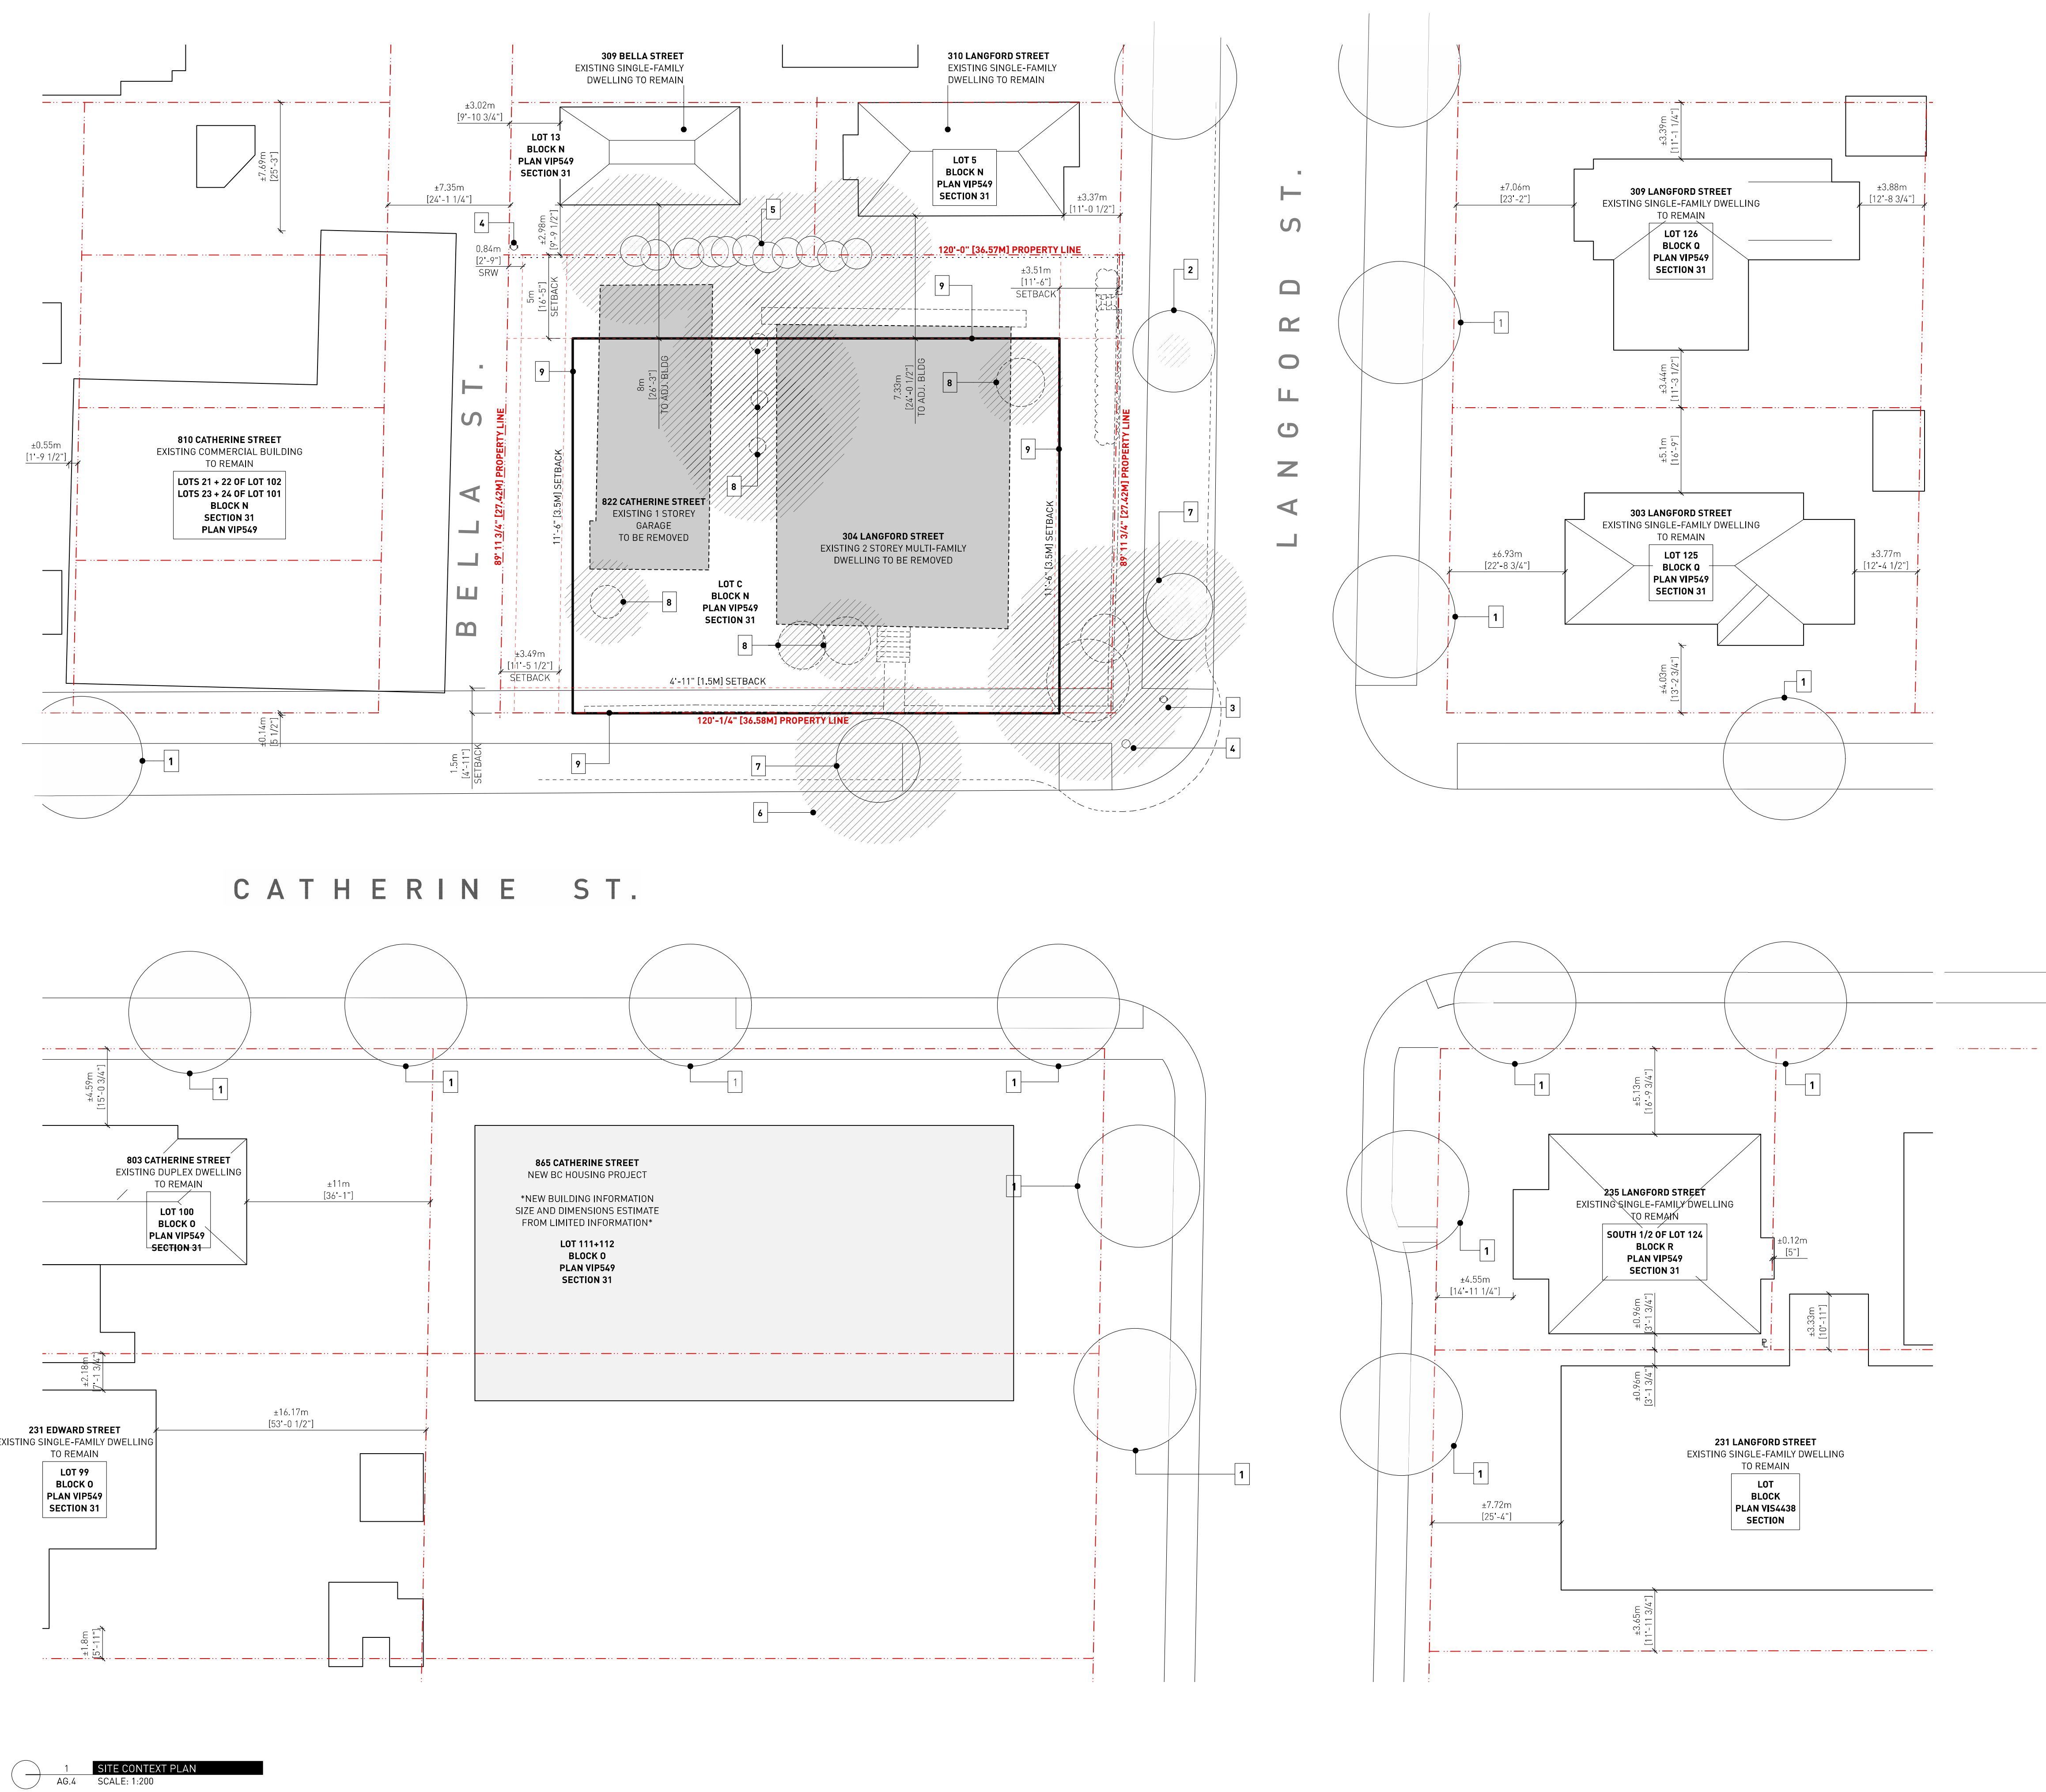 309 BELLA STREET
EXISTING SINGLE-FAMILY
DWELLING TO REMAIN
310 LANGFORD STREET
EXISTING SINGLE-FAMILY
DWELLING TO REMAIN
±3.02m
[9'-10 3/4"]
LOT 13
BLOCK N
PLAN VIP549
SECTION 31
LOT 5
BLOCK N
PLAN VIP549
SECTION 31
±7.69m
[25'-3"]
±7.35m
[24'-1 1/4"]
4
5
±2.98m
[9'-9 1/2"]
±3.37m
[11'-0 1/2"]
0.84m
[2'-9"]
SRW
120'-0" [36.57M] PROPERTY LINE
5m
[16'-5"]
SETBACK
±3.51m
[11'-6"]
SETBACK
9
2
LANGFORD ST.
±3.39m
[11'-1 1/4"]
±7.06m
[23'-2"]
309 LANGFORD STREET
EXISTING SINGLE-FAMILY DWELLING
TO REMAIN
LOT 126
BLOCK Q
PLAN VIP549
SECTION 31
±3.88m
[12'-8 3/4"]
1
±3.44m
[11'-3 1/2"]
BELLA ST.
9
8m
[26'-3"]
TO ADJ. BLDG
7.33m
[24'-0 1/2"]
TO ADJ. BLDG
8
±0.55m
[1'-9 1/2"]
810 CATHERINE STREET
EXISTING COMMERCIAL BUILDING
TO REMAIN
LOTS 21 + 22 OF LOT 102
LOTS 23 + 24 OF LOT 101
BLOCK N
SECTION 31
PLAN VIP549
89' 11 3/4" [27.42M] PROPERTY LINE
11'-6" [3.5M] SETBACK
8
9
11'-6" [3.5M] SETBACK
89' 11 3/4" [27.42M] PROPERTY LINE
822 CATHERINE STREET
EXISTING 1 STOREY
GARAGE
TO BE REMOVED
304 LANGFORD STREET
EXISTING 2 STOREY MULTI-FAMILY
DWELLING TO BE REMOVED
7
±5.1m
[16'-9"]
303 LANGFORD STREET
EXISTING SINGLE-FAMILY DWELLING
TO REMAIN
LOT 125
BLOCK Q
PLAN VIP549
SECTION 31
±6.93m
[22'-8 3/4"]
±3.77m
[12'-4 1/2"]
LOT C
BLOCK N
PLAN VIP549
SECTION 31
8
8
1
±3.49m
[11'-5 1/2"]
SETBACK
4'-11" [1.5M] SETBACK
±4.03m
[13'-2 3/4"]
1
3
120'-1/4" [36.58M] PROPERTY LINE
±0.14m
[5 1/2"]
1.5m
[4'-11"]
SETBACK
4
1
9
7
6
CATHERINE ST.
±4.59m
[15'-0 3/4"]
1
1
1
1
±5.13m
[16'-9 3/4"]
1
1
803 CATHERINE STREET
EXISTING DUPLEX DWELLING
TO REMAIN
LOT 100
BLOCK O
PLAN VIP549
SECTION 31
±11m
[36'-1"]
865 CATHERINE STREET
NEW BC HOUSING PROJECT
*NEW BUILDING INFORMATION
SIZE AND DIMENSIONS ESTIMATE
FROM LIMITED INFORMATION*
LOT 111+112
BLOCK O
PLAN VIP549
SECTION 31
1
235 LANGFORD STREET
EXISTING SINGLE-FAMILY DWELLING
TO REMAIN
SOUTH 1/2 OF LOT 124
BLOCK R
PLAN VIP549
SECTION 31
1
±0.12m
[5"]
±4.55m
[14'-11 1/4"]
±0.96m
[3'-1 3/4"]
±3.33m
[10'-11"]
±2.18m
[7'-1 3/4"]
±0.96m
[3'-1 3/4"]
±16.17m
[53'-0 1/2"]
231 EDWARD STREET
EXISTING SINGLE-FAMILY DWELLING
TO REMAIN
LOT 99
BLOCK O
PLAN VIP549
SECTION 31
1
1
231 LANGFORD STREET
EXISTING SINGLE-FAMILY DWELLING
TO REMAIN
LOT
BLOCK
PLAN VIS4438
SECTION
±7.72m
[25'-4"]
±1.8m
[5'-11"]
±3.65m
[11'-11 3/4"]
1
SITE CONTEXT PLAN
AG.4
SCALE: 1:200